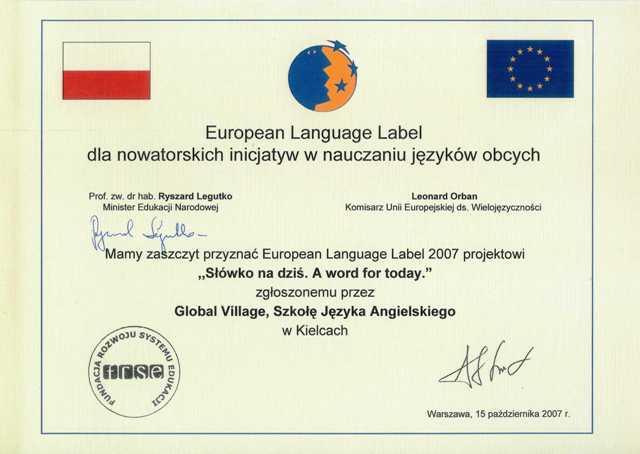 European Language Label
dla nowatorskich inicjatyw w nauczaniu języków obcych
Prof. zw. dr hab. Ryszard Legutko
Minister Edukacji Narodowej
Leonard Orban
Komisarz Unii Europejskiej ds. Wielojęzyczności
Mamy zaszczyt przyznać European Language Label 2007 projektowi
,,Słówko na dziś. A word for today.”
zgłoszonemu przez
Global Village, Szkołę Języka Angielskiego
w Kielcach
FUNDACJA ROZWOJU SYSTEMU EDUKACJI
frse
Warszawa, 15 października 2007 r.